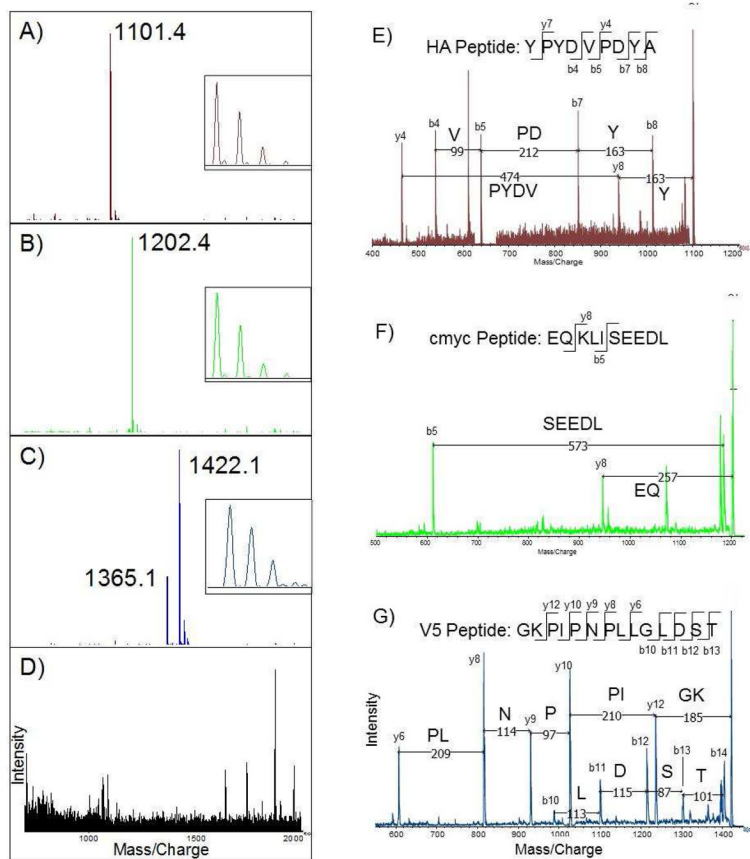 A)
1101.4
B)
1202.4
C)
1422.1
1365.1
D)
Intensity
1000
1500
2000
Mass/Charge
E)
y7 y4
HA Peptide: YPYDVPDYA
b4 b5 b7 b8
y4
b4
V
99
b5
PD
212
b7
Y
163
b8
474
PYDV
y8
163
Y
400 500 600 700 800 900 1000 1100 1200
Mass/Charge
F)
y8
cmyc Peptide: EQKLISEEDL
b5
SEEDL
573
b5
y8
257
EQ
500 600 700 800 900 1000 1100 1200
Mass/Charge
G)
y12 y10 y9 y8 y6
V5 Peptide: GKPIPNPLLGLDST
b10 b11 b12 b13
Intensity
y6
PL
209
y8
N
114
y9
P
97
y10
PI
210
y12
GK
185
b10
L
113
b11
D
115
b12
S
87
b13
T
101
b14
600 700 800 900 1000 1100 1200 1300 1400
Mass/Charge